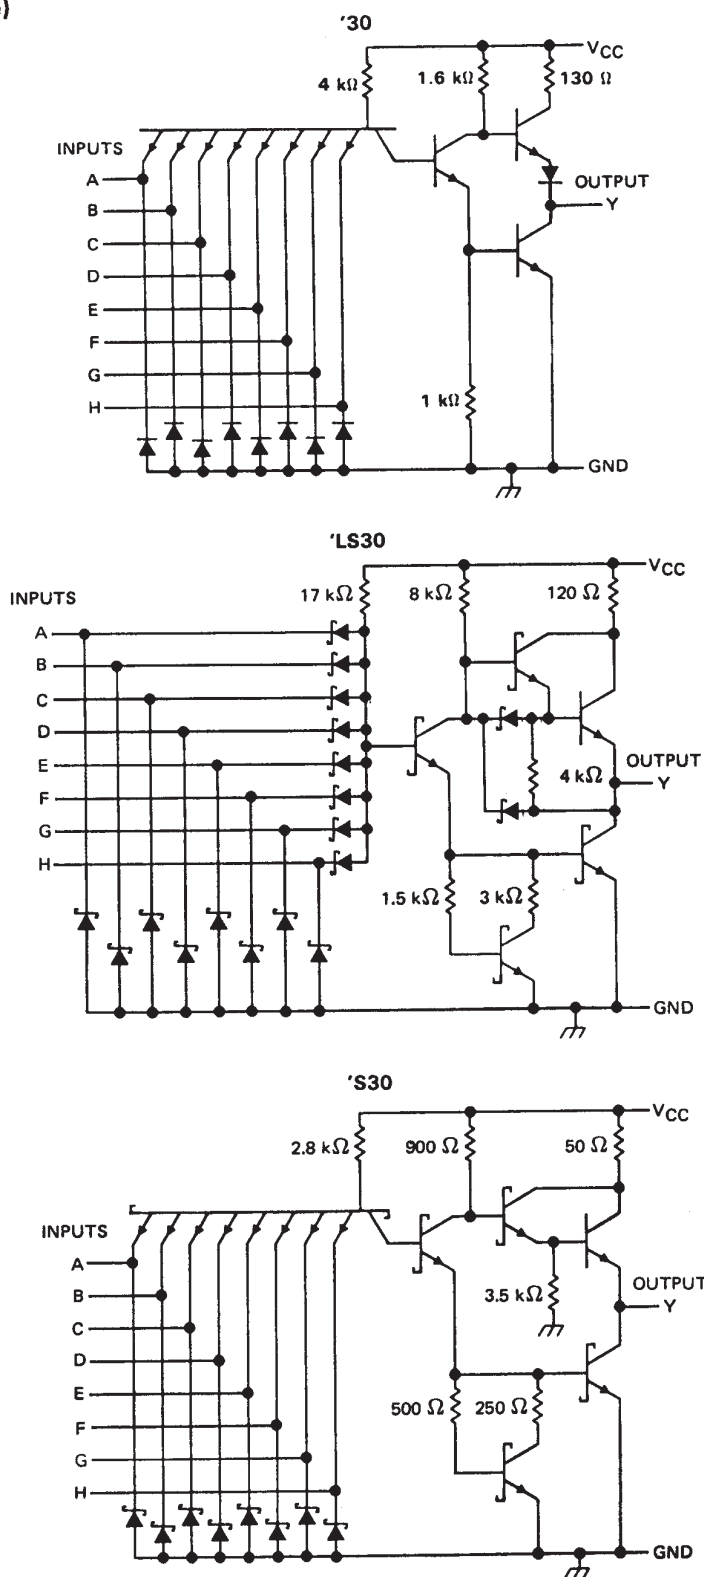 )
'30
VCC
4 kΩ
1.6 kΩ
130 Ω
INPUTS
A
B
C
D
E
F
G
H
OUTPUT
Y
1 kΩ
GND
'LS30
VCC
17 kΩ
8 kΩ
120 Ω
INPUTS
A
B
C
D
E
F
G
H
OUTPUT
Y
4 kΩ
1.5 kΩ
3 kΩ
GND
'S30
VCC
2.8 kΩ
900 Ω
50 Ω
INPUTS
A
B
C
D
E
F
G
H
3.5 kΩ
OUTPUT
Y
500 Ω
250 Ω
GND